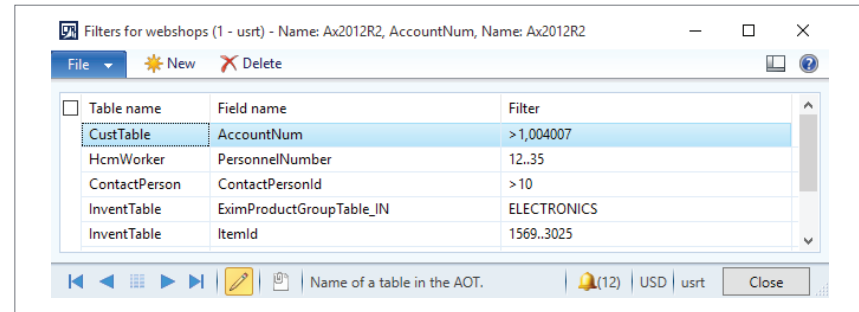 Filters for webshops (1 - usrt) - Name: Ax2012R2, AccountNum, Name: Ax2012R2
File New Delete
Table name Field name Filter
CustTable AccountNum >1,004007
HcmWorker PersonnelNumber 12..35
ContactPerson ContactPersonId >10
InventTable EximProductGroupTable_IN ELECTRONICS
InventTable ItemId 1569..3025
Name of a table in the AOT. (12) USD usrt Close